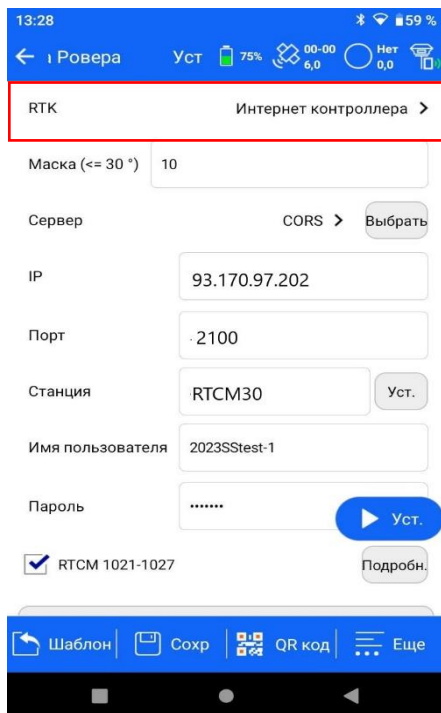 13:28 59 %
ı Ровера Уст 75% 00-00 6,0 Нет 0,0
RTK Интернет контроллера >
Маска (<= 30 °) 10
Сервер CORS > Выбрать
IP 93.170.97.202
Порт 2100
Станция RTCM30 Уст.
Имя пользователя 2023SStest-1
Пароль ······· Уст.
RTCM 1021-1027 Подробн.
Шаблон Сохр QR код Еще